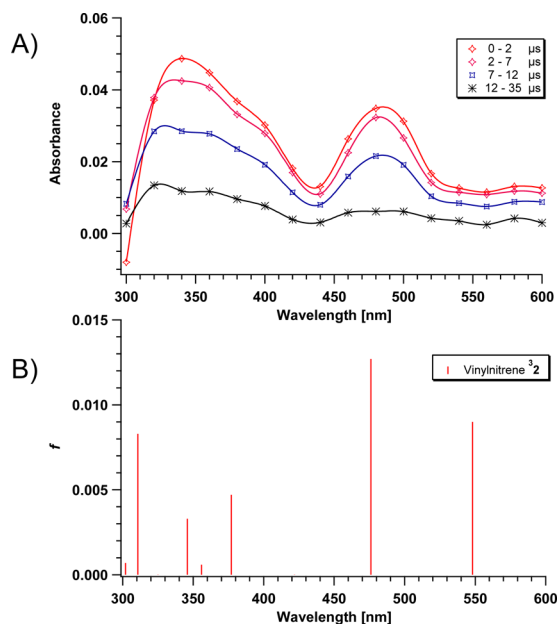 A)
0.06
0.04
0.02
0.00
Absorbance
0 - 2 µs
2 - 7 µs
7 - 12 µs
12 - 35 µs
300 350 400 450 500 550 600
Wavelength [nm]
B)
0.015
0.010
0.005
0.000
f
Vinylnitrene ³2
300 350 400 450 500 550 600
Wavelength [nm]